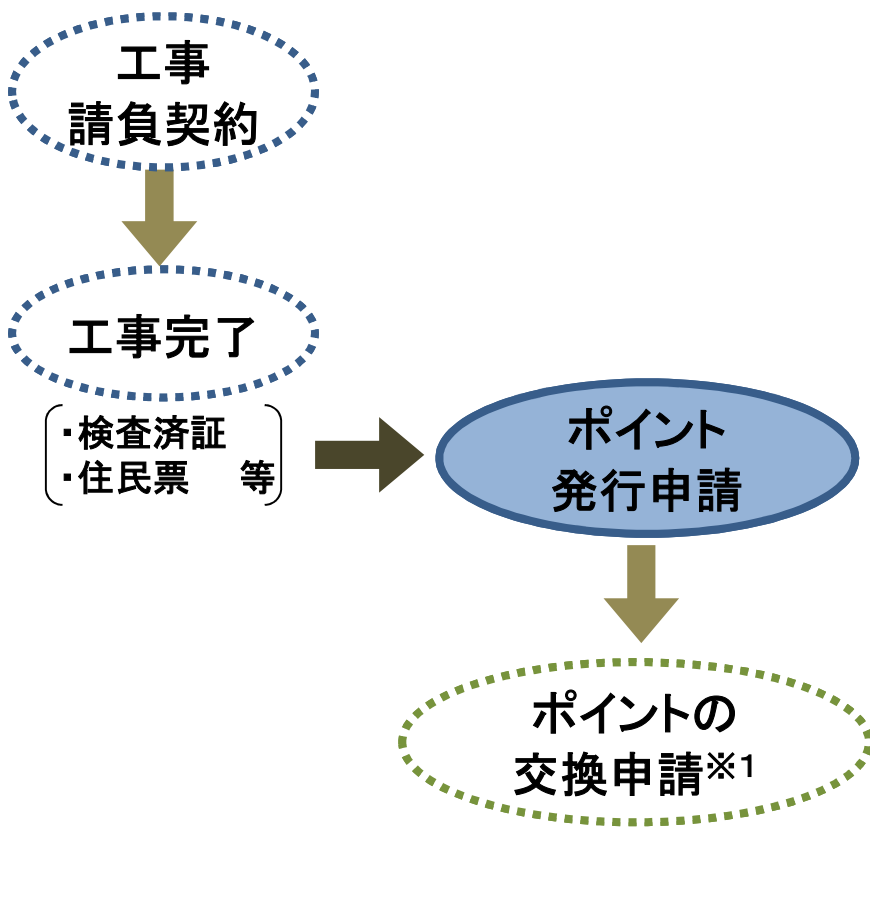 工事
請負契約
工事完了
・検査済証
・住民票　等
ポイント
発行申請
ポイントの
交換申請※1